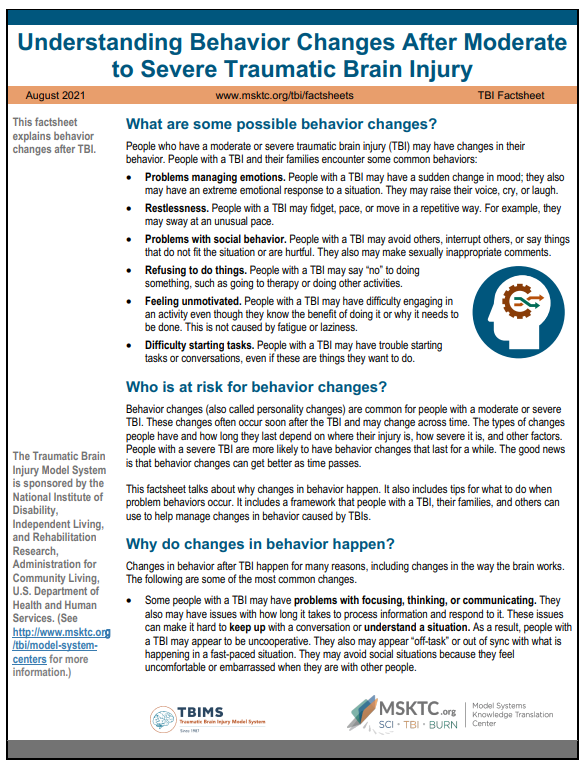 Understanding Behavior Changes After Moderate
to Severe Traumatic Brain Injury
August 2021 www.msktc.org/tbi/factsheets TBI Factsheet
This factsheet
explains behavior
changes after TBI.
What are some possible behavior changes?
People who have a moderate or severe traumatic brain injury (TBI) may have changes in their
behavior. People with a TBI and their families encounter some common behaviors:
• Problems managing emotions. People with a TBI may have a sudden change in mood; they also
may have an extreme emotional response to a situation. They may raise their voice, cry, or laugh.
• Restlessness. People with a TBI may fidget, pace, or move in a repetitive way. For example, they
may sway at an unusual pace.
• Problems with social behavior. People with a TBI may avoid others, interrupt others, or say things
that do not fit the situation or are hurtful. They also may make sexually inappropriate comments.
• Refusing to do things. People with a TBI may say “no” to doing
something, such as going to therapy or doing other activities.
• Feeling unmotivated. People with a TBI may have difficulty engaging in
an activity even though they know the benefit of doing it or why it needs to
be done. This is not caused by fatigue or laziness.
• Difficulty starting tasks. People with a TBI may have trouble starting
tasks or conversations, even if these are things they want to do.
Who is at risk for behavior changes?
Behavior changes (also called personality changes) are common for people with a moderate or severe
TBI. These changes often occur soon after the TBI and may change across time. The types of changes
people have and how long they last depend on where their injury is, how severe it is, and other factors.
People with a severe TBI are more likely to have behavior changes that last for a while. The good news
is that behavior changes can get better as time passes.
This factsheet talks about why changes in behavior happen. It also includes tips for what to do when
problem behaviors occur. It includes a framework that people with a TBI, their families, and others can
use to help manage changes in behavior caused by TBIs.
The Traumatic Brain
Injury Model System
is sponsored by the
National Institute of
Disability,
Independent Living,
and Rehabilitation
Research,
Administration for
Community Living,
U.S. Department of
Health and Human
Services. (See
http://www.msktc.org
/tbi/model-system-
centers for more
information.)
Why do changes in behavior happen?
Changes in behavior after TBI happen for many reasons, including changes in the way the brain works.
The following are some of the most common changes.
• Some people with a TBI may have problems with focusing, thinking, or communicating. They
also may have issues with how long it takes to process information and respond to it. These issues
can make it hard to keep up with a conversation or understand a situation. As a result, people with
a TBI may appear to be uncooperative. They also may appear “off-task” or out of sync with what is
happening in a fast-paced situation. They may avoid social situations because they feel
uncomfortable or embarrassed when they are with other people.
TBIMS
Traumatic Brain Injury Model System
Since 1987
MSKTC.org
SCI • TBI • BURN
Model Systems
Knowledge Translation
Center